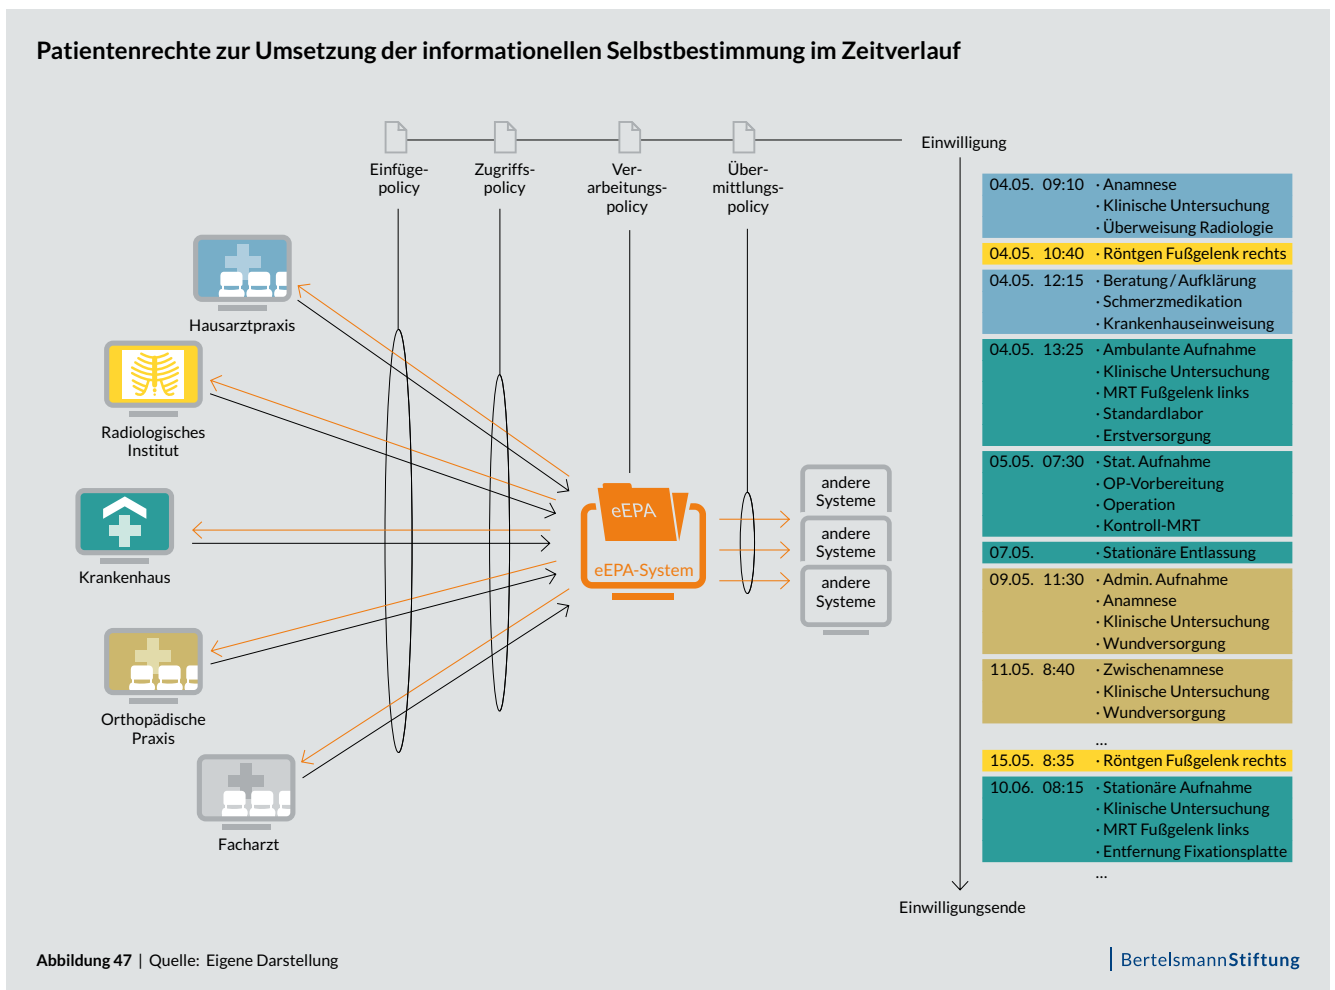 Patientenrechte zur Umsetzung der informationellen Selbstbestimmung im Zeitverlauf
Einfüge-
policy
Zugriffs-
policy
Ver-
arbeitungs-
policy
Über-
mittlungs-
policy
Einwilligung
Hausarztpraxis
Radiologisches
Institut
Krankenhaus
Orthopädische
Praxis
Facharzt
eEPA
eEPA-System
andere
Systeme
andere
Systeme
andere
Systeme
04.05. 09:10 · Anamnese
· Klinische Untersuchung
· Überweisung Radiologie
04.05. 10:40 · Röntgen Fußgelenk rechts
04.05. 12:15 · Beratung / Aufklärung
· Schmerzmedikation
· Krankenhauseinweisung
04.05. 13:25 · Ambulante Aufnahme
· Klinische Untersuchung
· MRT Fußgelenk links
· Standardlabor
· Erstversorgung
05.05. 07:30 · Stat. Aufnahme
· OP-Vorbereitung
· Operation
· Kontroll-MRT
07.05. · Stationäre Entlassung
09.05. 11:30 · Admin. Aufnahme
· Anamnese
· Klinische Untersuchung
· Wundversorgung
11.05. 8:40 · Zwischenamnese
· Klinische Untersuchung
· Wundversorgung
...
15.05. 8:35 · Röntgen Fußgelenk rechts
10.06. 08:15 · Stationäre Aufnahme
· Klinische Untersuchung
· MRT Fußgelenk links
· Entfernung Fixationsplatte
...
Einwilligungsende
Abbildung 47 | Quelle: Eigene Darstellung
BertelsmannStiftung